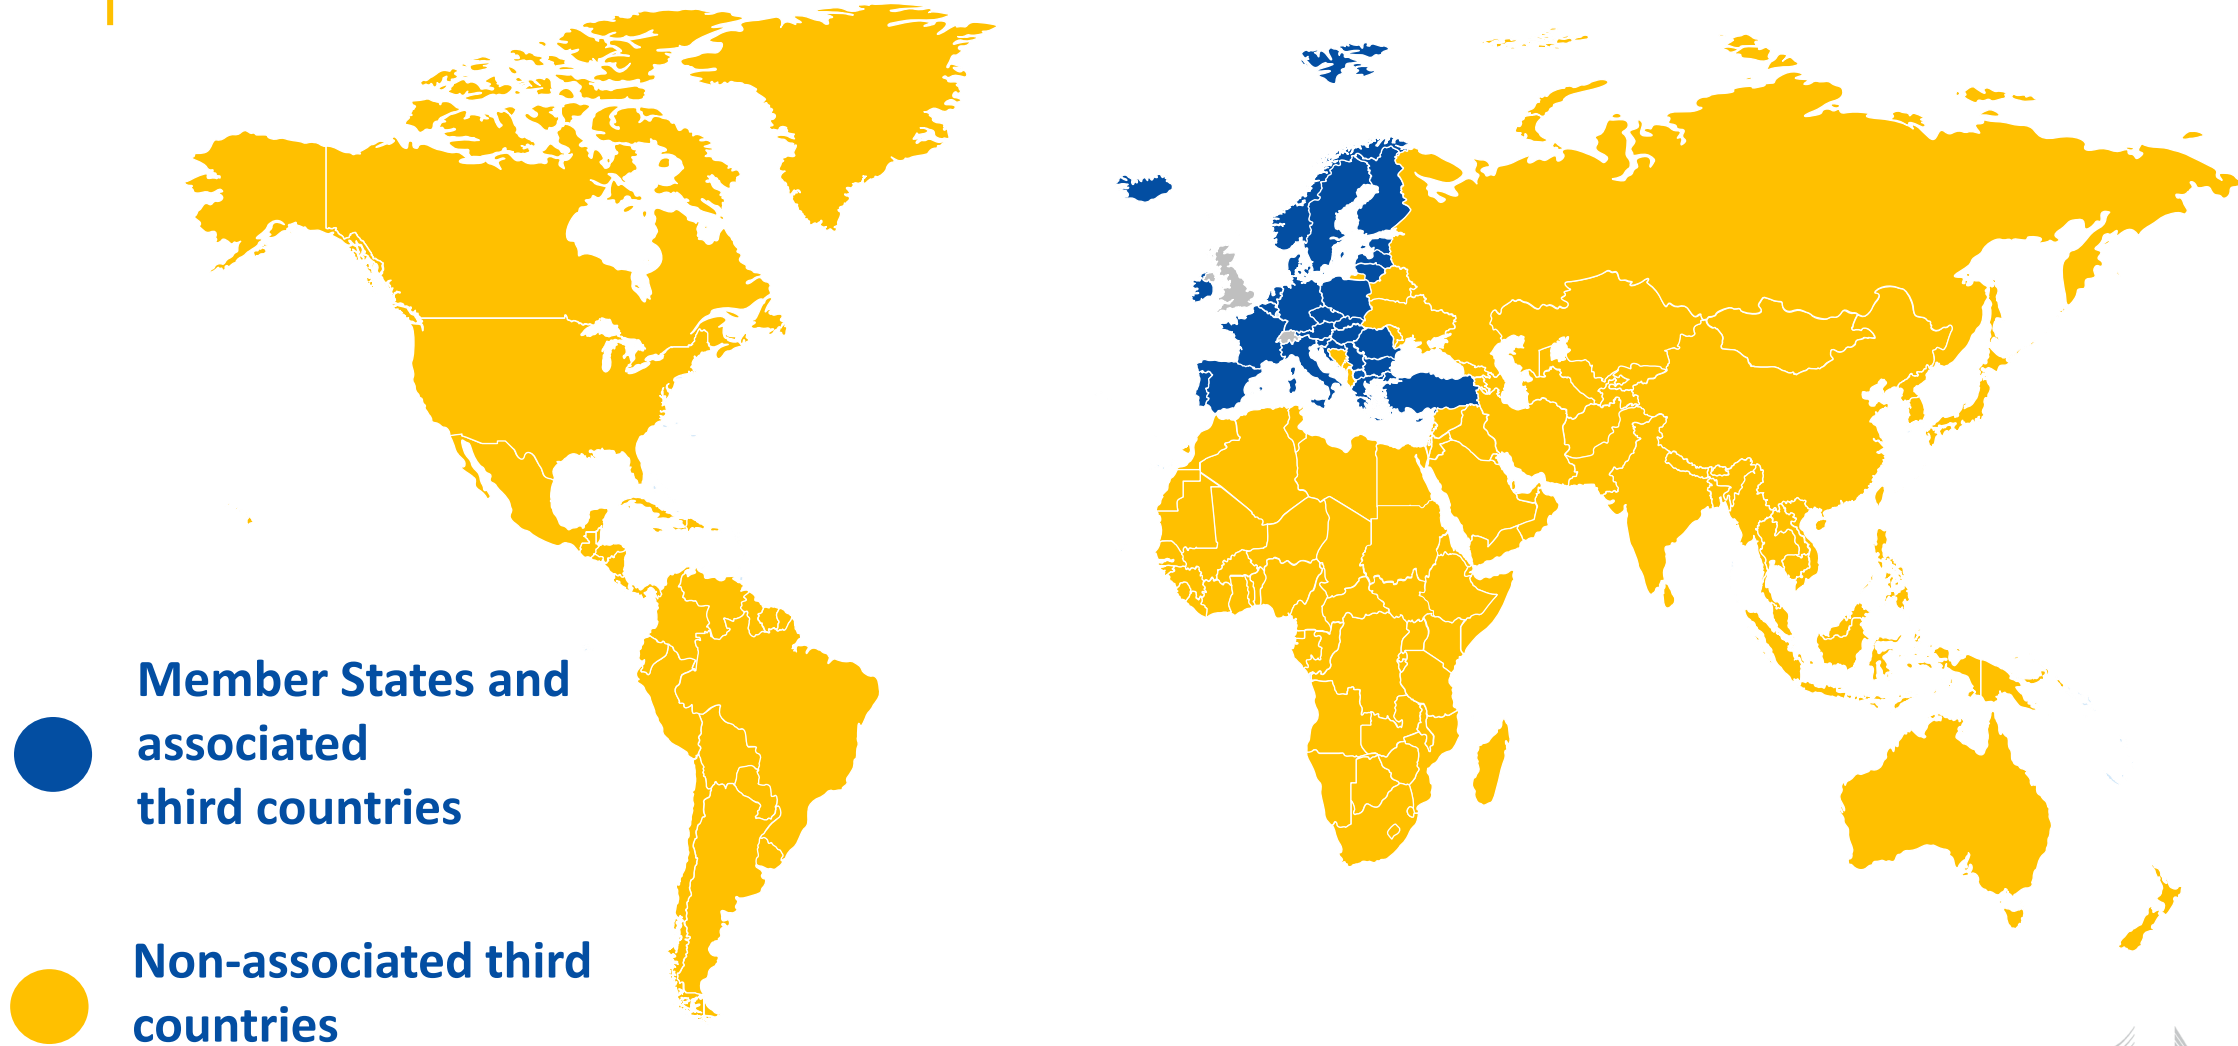 Member States and
associated
third countries
Non-associated third
countries